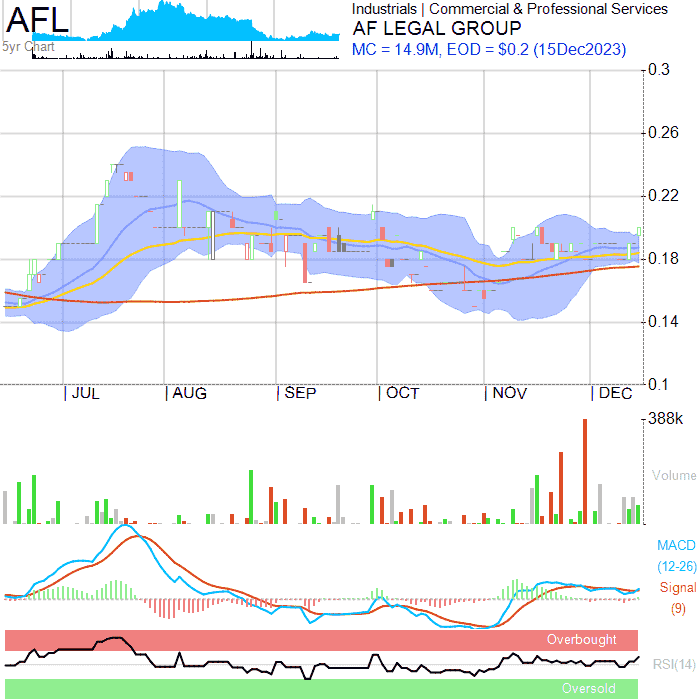 AFL
5yr Chart
Industrials | Commercial & Professional Services
AF LEGAL GROUP
MC = 14.9M, EOD = $0.2 (15Dec2023)
0.3
0.26
0.22
0.18
0.14
0.1
JUL AUG SEP OCT NOV DEC
388k
Volume
MACD
(12-26)
Signal
(9)
Overbought
RSI(14)
Oversold